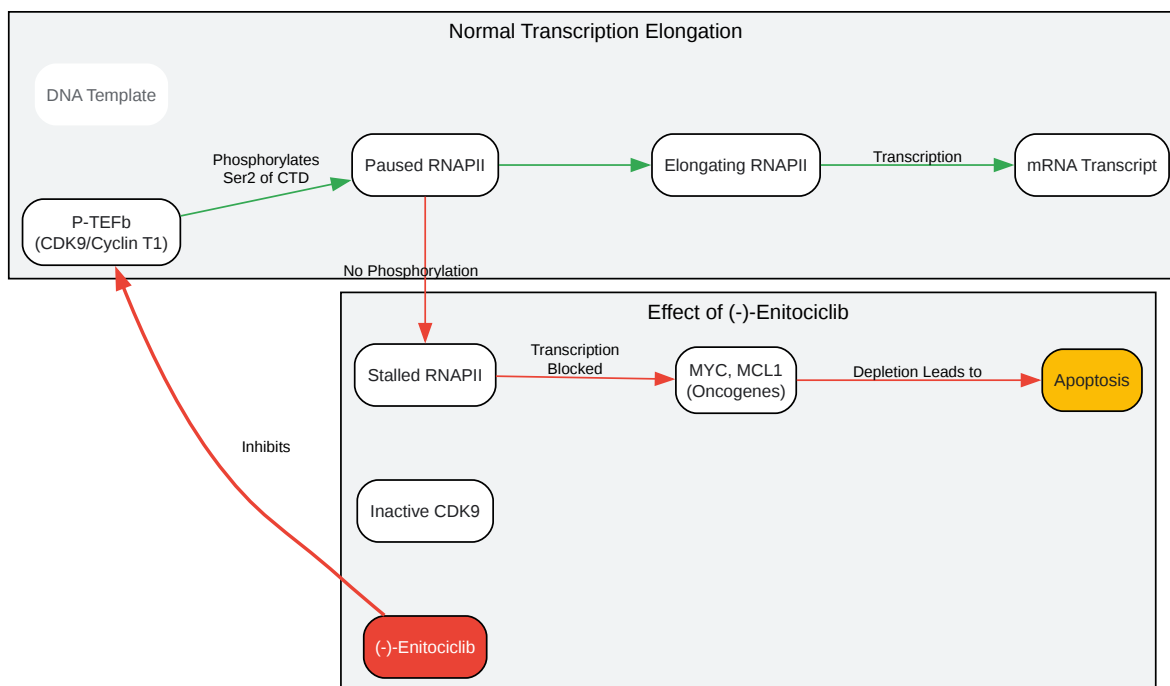 Normal Transcription Elongation
DNA Template
Phosphorylates
Ser2 of CTD
Paused RNAPII
Elongating RNAPII
Transcription
mRNA Transcript
P-TEFb
(CDK9/Cyclin T1)
No Phosphorylation
Effect of (-)-Enitociclib
Stalled RNAPII
Transcription
Blocked
MYC, MCL1
(Oncogenes)
Depletion Leads to
Apoptosis
Inhibits
Inactive CDK9
(-)-Enitociclib